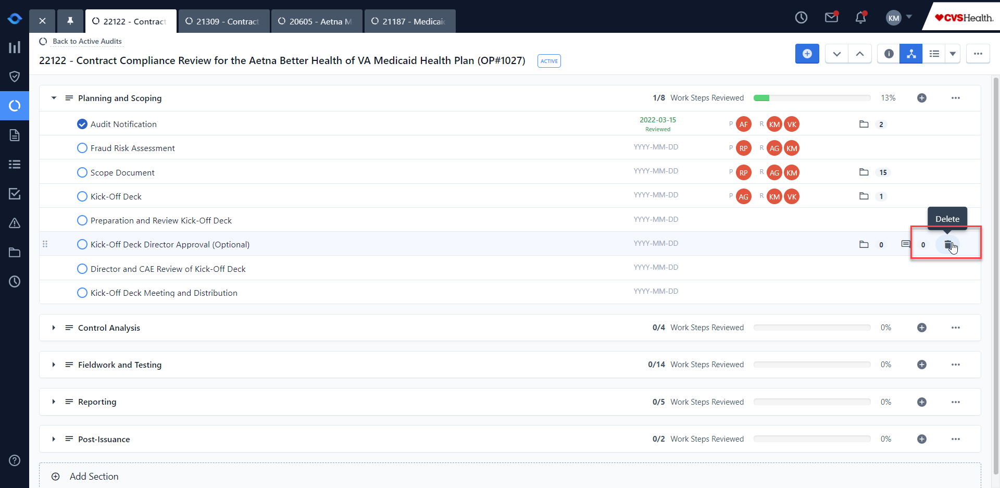 22122 - Contract
21309 - Contract
20605 - Aetna M
21187 - Medicaid
KM
CVSHealth.
Back to Active Audits
22122 - Contract Compliance Review for the Aetna Better Health of VA Medicaid Health Plan (OP#1027)
ACTIVE
Planning and Scoping
1/8 Work Steps Reviewed
13%
Audit Notification
2022-03-15
Reviewed
P AF R KM VK
2
Fraud Risk Assessment
YYYY-MM-DD
P RP R AG KM
Scope Document
YYYY-MM-DD
P RP R AG KM
15
Kick-Off Deck
YYYY-MM-DD
P AG R KM VK
1
Preparation and Review Kick-Off Deck
YYYY-MM-DD
Delete
Kick-Off Deck Director Approval (Optional)
YYYY-MM-DD
0
0
Director and CAE Review of Kick-Off Deck
YYYY-MM-DD
Kick-Off Deck Meeting and Distribution
YYYY-MM-DD
Control Analysis
0/4 Work Steps Reviewed
0%
Fieldwork and Testing
0/14 Work Steps Reviewed
0%
Reporting
0/5 Work Steps Reviewed
0%
Post-Issuance
0/2 Work Steps Reviewed
0%
Add Section